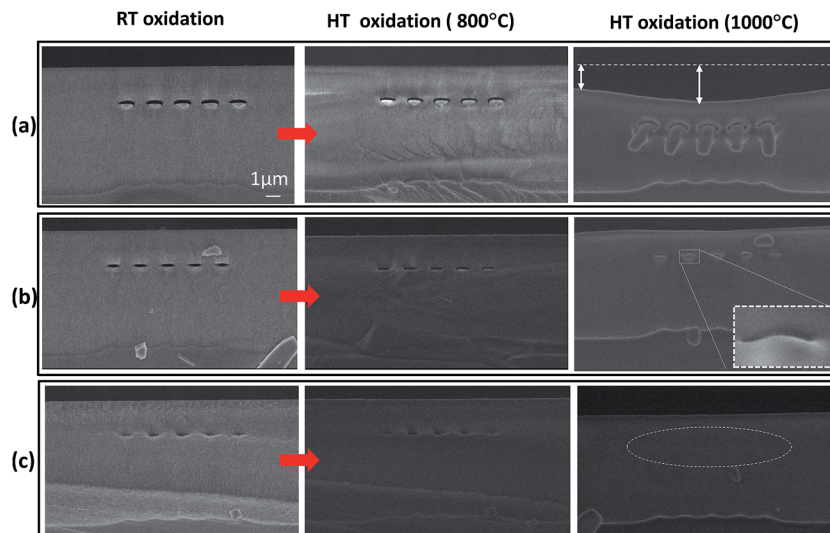 RT oxidation HT oxidation ( 800°C) HT oxidation (1000°C)
(a)
1µm
(b)
(c)